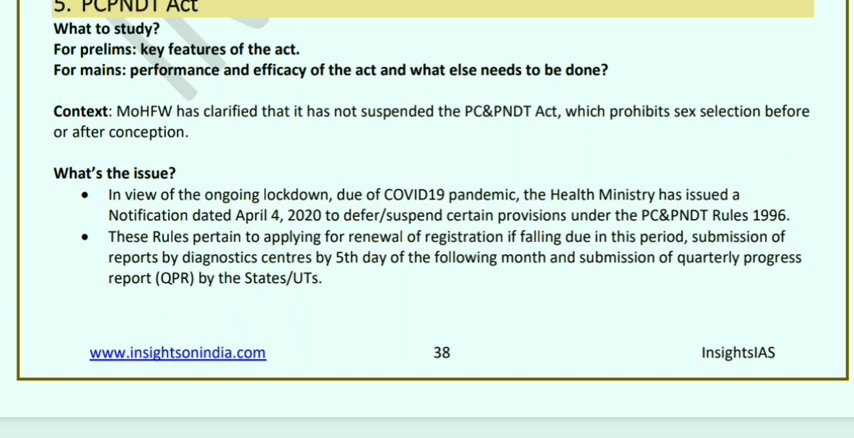 5. PCPNDT Act
What to study?
For prelims: key features of the act.
For mains: performance and efficacy of the act and what else needs to be done?
Context: MoHFW has clarified that it has not suspended the PC&PNDT Act, which prohibits sex selection before
or after conception.
What's the issue?
• In view of the ongoing lockdown, due of COVID19 pandemic, the Health Ministry has issued a
Notification dated April 4, 2020 to defer/suspend certain provisions under the PC&PNDT Rules 1996.
• These Rules pertain to applying for renewal of registration if falling due in this period, submission of
reports by diagnostics centres by 5th day of the following month and submission of quarterly progress
report (QPR) by the States/UTs.
www.insightsonindia.com 38 InsightsIAS